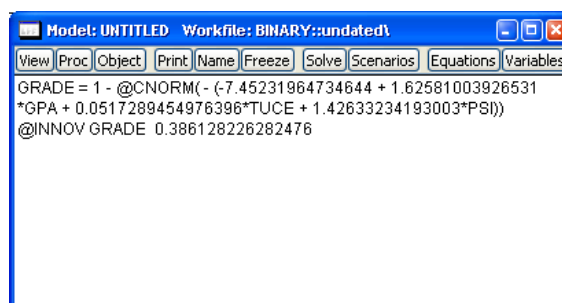 Model: UNTITLED Workfile: BINARY::undated\
View Proc Object Print Name Freeze Solve Scenarios Equations Variables
GRADE = 1 - @CNORM( - (-7.45231964734644 + 1.62581003926531
*GPA + 0.0517289454976396*TUCE + 1.42633234193003*PSI))
@INNOV GRADE 0.386128226282476